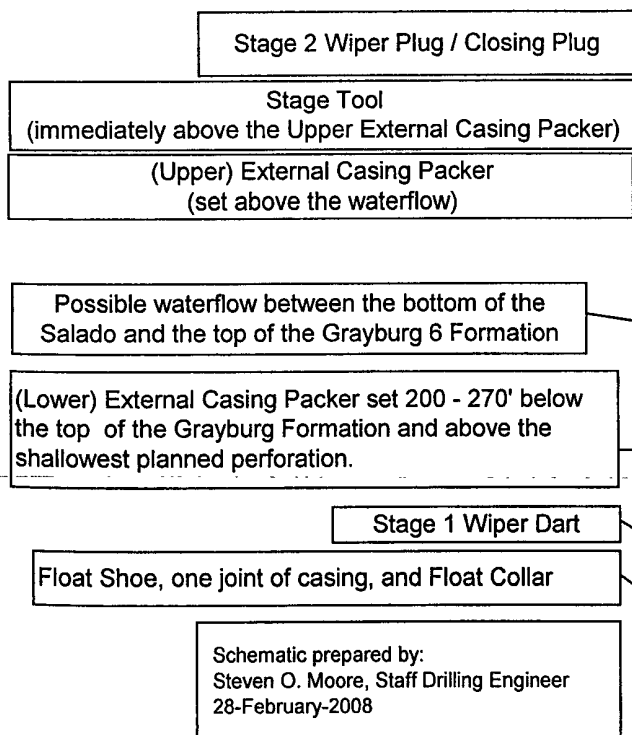 Stage 2 Wiper Plug / Closing Plug
Stage Tool
(immediately above the Upper External Casing Packer)
(Upper) External Casing Packer
(set above the waterflow)
Possible waterflow between the bottom of the
Salado and the top of the Grayburg 6 Formation
(Lower) External Casing Packer set 200 - 270' below
the top of the Grayburg Formation and above the
shallowest planned perforation.
Stage 1 Wiper Dart
Float Shoe, one joint of casing, and Float Collar
Schematic prepared by:
Steven O. Moore, Staff Drilling Engineer
28-February-2008